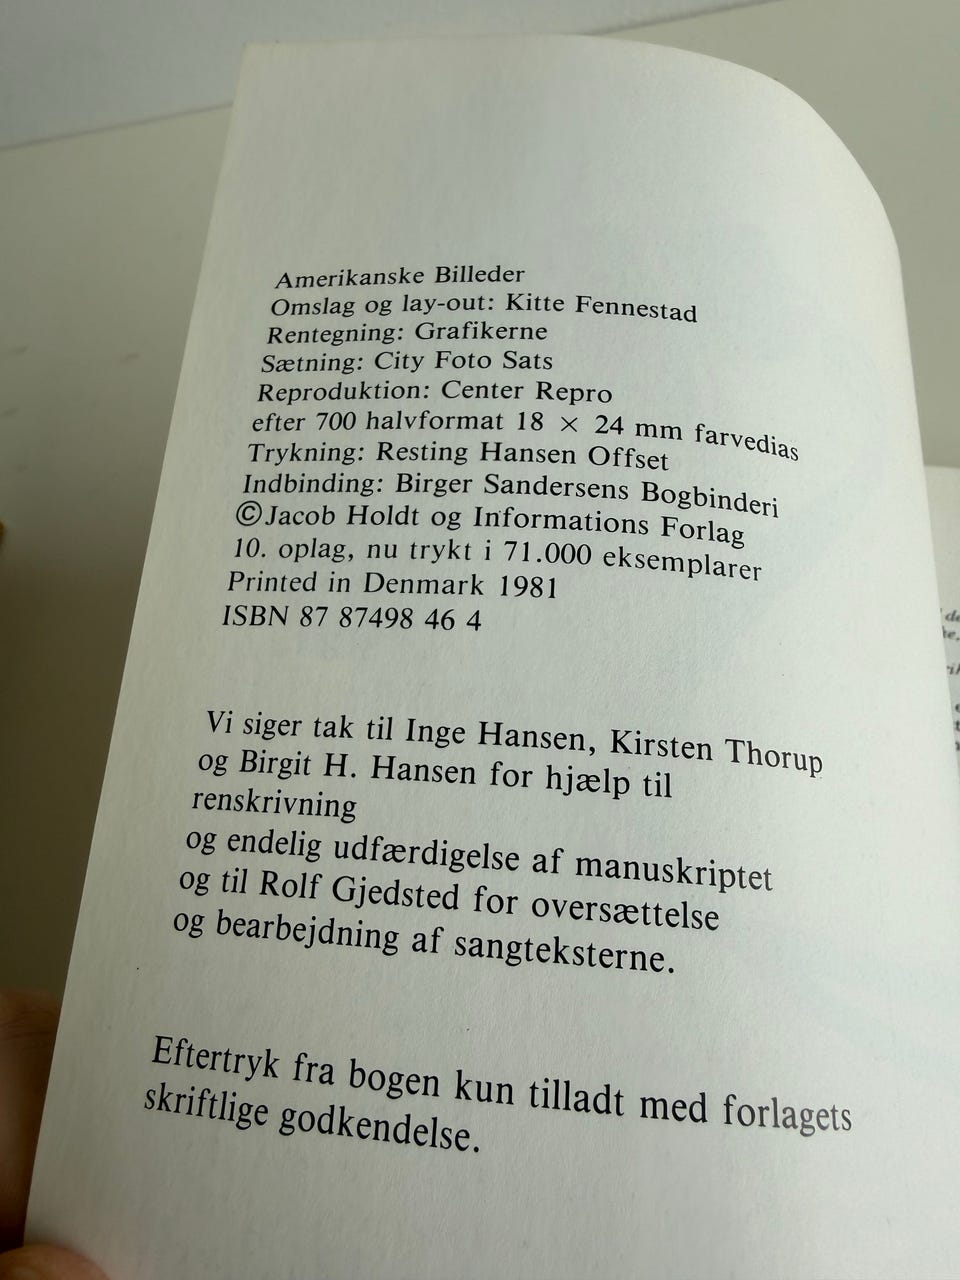 Amerikanske Billeder
Omslag og lay-out: Kitte Fennestad
Rentegning: Grafikerne
Sætning: City Foto Sats
Reproduktion: Center Repro
efter 700 halvformat 18 × 24 mm farvedias
Trykning: Resting Hansen Offset
Indbinding: Birger Sandersens Bogbinderi
©Jacob Holdt og Informations Forlag
10. oplag, nu trykt i 71.000 eksemplarer
Printed in Denmark 1981
ISBN 87 87498 46 4
Vi siger tak til Inge Hansen, Kirsten Thorup
og Birgit H. Hansen for hjælp til
renskrivning
og endelig udfærdigelse af manuskriptet
og til Rolf Gjedsted for oversættelse
og bearbejdning af sangteksterne.
Eftertryk fra bogen kun tilladt med forlagets
skriftlige godkendelse.